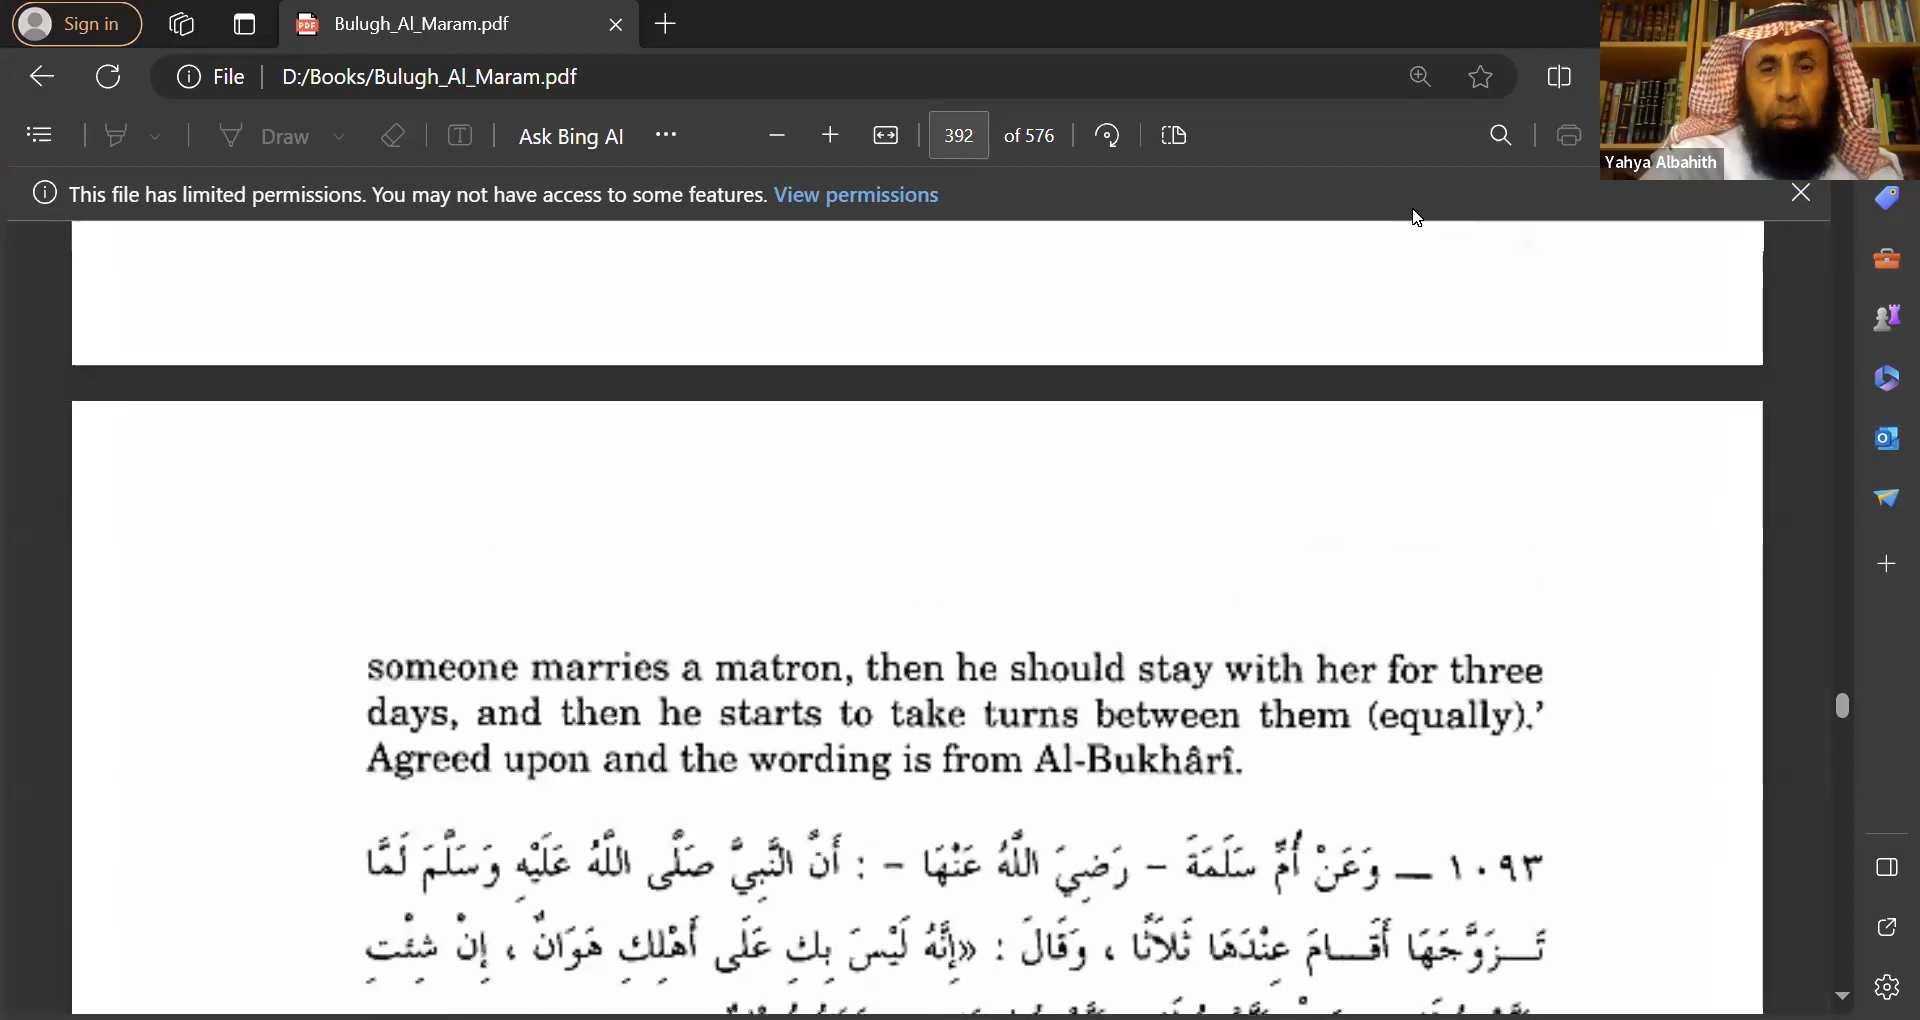 Sign in
Bulugh_Al_Maram.pdf
File
D:/Books/Bulugh_Al_Maram.pdf
Draw
Ask Bing AI
392 of 576
Yahya Albahith
This file has limited permissions. You may not have access to some features. View permissions
someone marries a matron, then he should stay with her for three
days, and then he starts to take turns between them (equally).’
Agreed upon and the wording is from Al-Bukhârî.
١٠٩٣ ــ وَعَنْ أُمِّ سَلَمَةَ - رَضِيَ اللَّهُ عَنْهَا - : أَنَّ النَّبِيَّ صَلَّى اللَّهُ عَلَيْهِ وَسَلَّمَ لَمَّا
تَــزَوَّجَهَا أَقَــامَ عِنْدَهَا ثَلَاثًا ، وَقَالَ : «إِنَّهُ لَيْسَ بِكِ عَلَى أَهْلِكِ هَوَانٌ ، إِنْ شِئْتِ